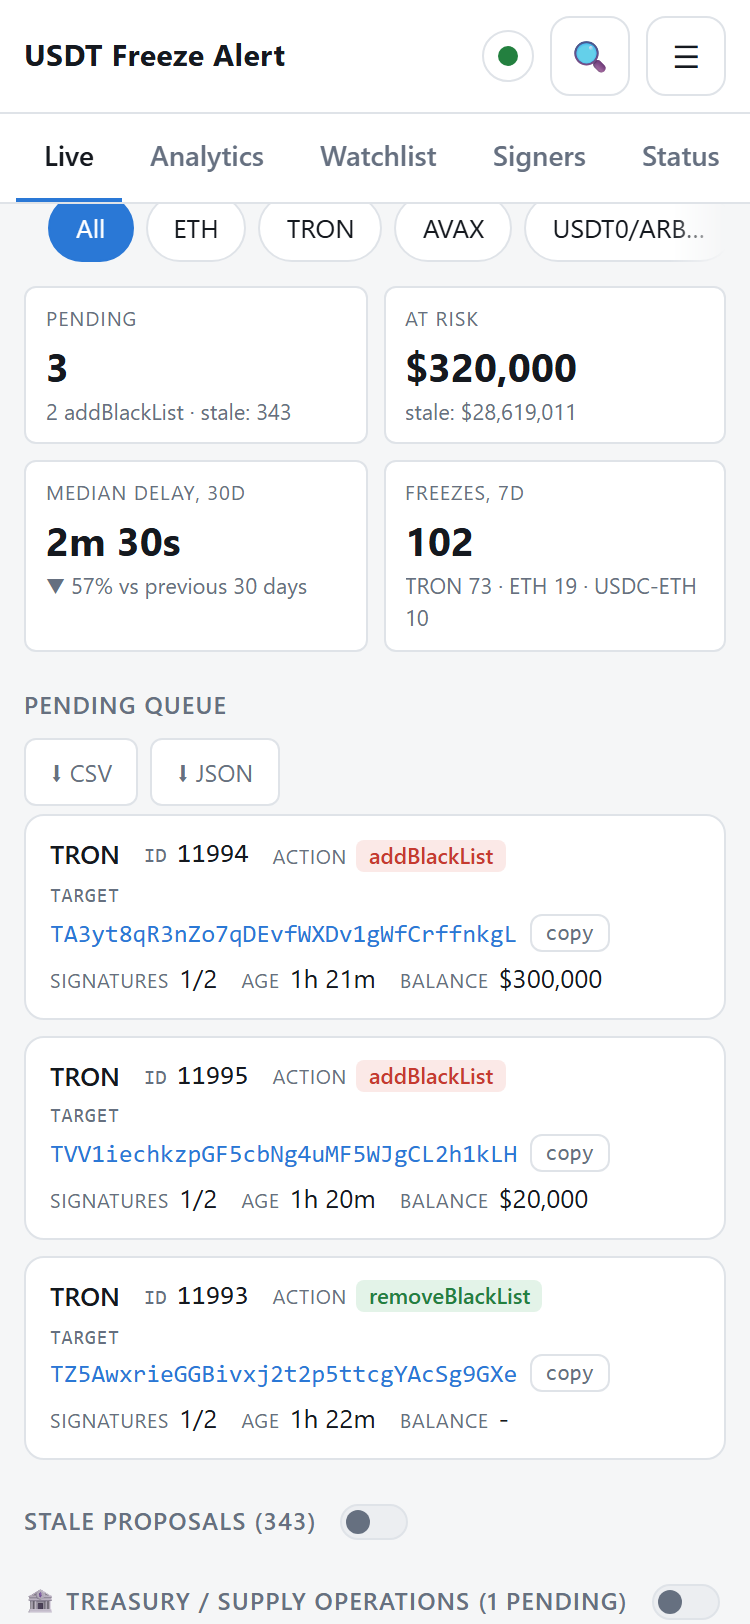 USDT Freeze Alert
Live Analytics Watchlist Signers Status
All ETH TRON AVAX USDT0/ARB...
PENDING
3
2 addBlackList · stale: 343
AT RISK
$320,000
stale: $28,619,011
MEDIAN DELAY, 30D
2m 30s
▼ 57% vs previous 30 days
FREEZES, 7D
102
TRON 73 · ETH 19 · USDC-ETH
10
PENDING QUEUE
⬇ CSV ⬇ JSON
TRON ID 11994 ACTION addBlackList
TARGET
TA3yt8qR3nZo7qDEvfWXDv1gWfCrffnkgL copy
SIGNATURES 1/2 AGE 1h 21m BALANCE $300,000
TRON ID 11995 ACTION addBlackList
TARGET
TVV1iechkzpGF5cbNg4uMF5WJgCL2h1kLH copy
SIGNATURES 1/2 AGE 1h 20m BALANCE $20,000
TRON ID 11993 ACTION removeBlackList
TARGET
TZ5AwxrieGGBivxj2t2p5ttcgYAcSg9GXe copy
SIGNATURES 1/2 AGE 1h 22m BALANCE -
STALE PROPOSALS (343)
🏛 TREASURY / SUPPLY OPERATIONS (1 PENDING)